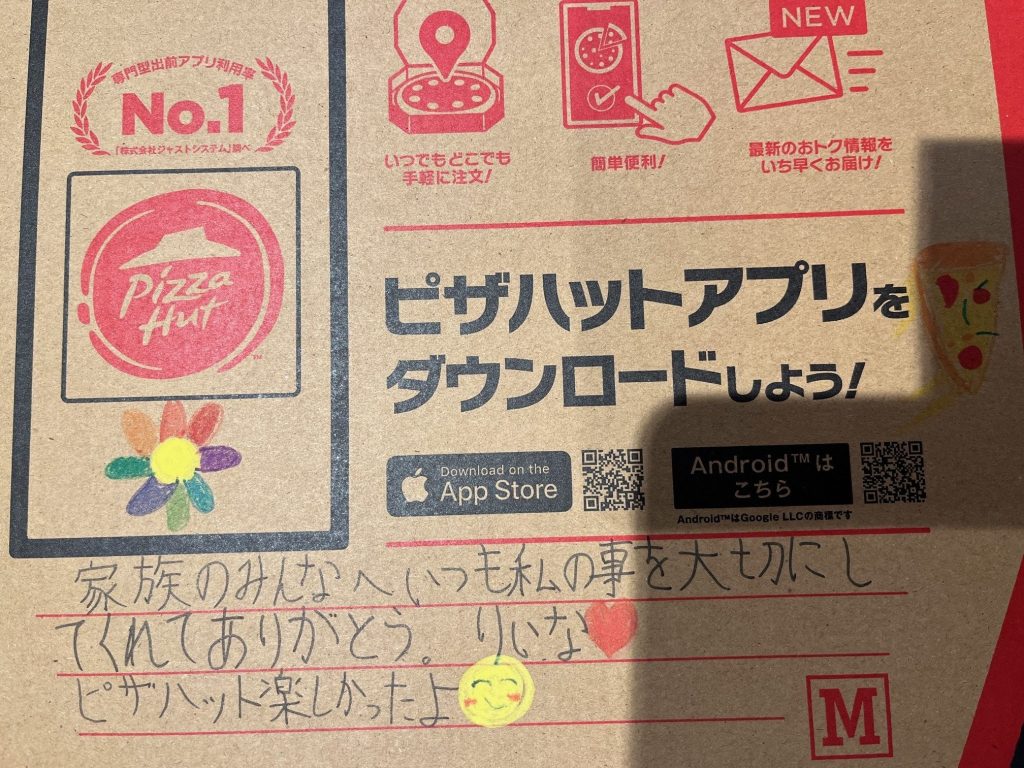 専門型出前アプリ利用率
No.1
「株式会社ジャストシステム」調べ
Pizza
Hut
™
いつでもどこでも
手軽に注文!
簡単便利!
NEW
最新のおトク情報を
いち早くお届け!
ピザハットアプリを
ダウンロードしよう!
Download on the
App Store
Android™は
こちら
Android™はGoogle LLCの商標です
家族のみんなへ いつも私の事を大切にし
てくれてありがとう。 りいな
ピザハット楽しかったよ
M